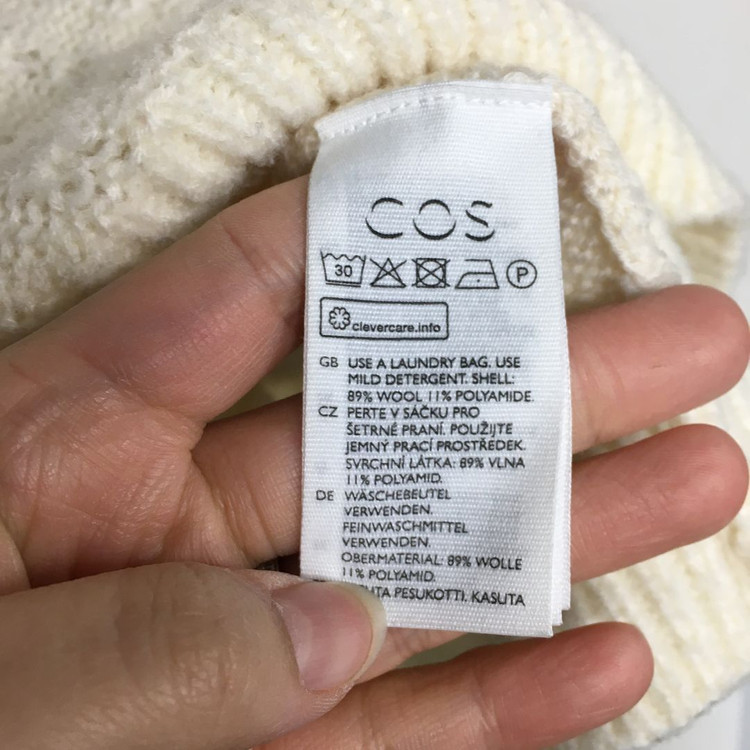 COS
30 P
clevercare.info
GB USE A LAUNDRY BAG. USE
MILD DETERGENT. SHELL:
89% WOOL 11% POLYAMIDE.
CZ PERTE V SÁČKU PRO
ŠETRNÉ PRANÍ. POUŽIJTE
JEMNÝ PRACÍ PROSTŘEDEK.
SVRCHNÍ LÁTKA: 89% VLNA
11% POLYAMID.
DE WÄSCHEBEUTEL
VERWENDEN.
FEINWASCHMITTEL
VERWENDEN.
OBERMATERIAL: 89% WOLLE
11% POLYAMID.
PESUKOTTI. KASUTA